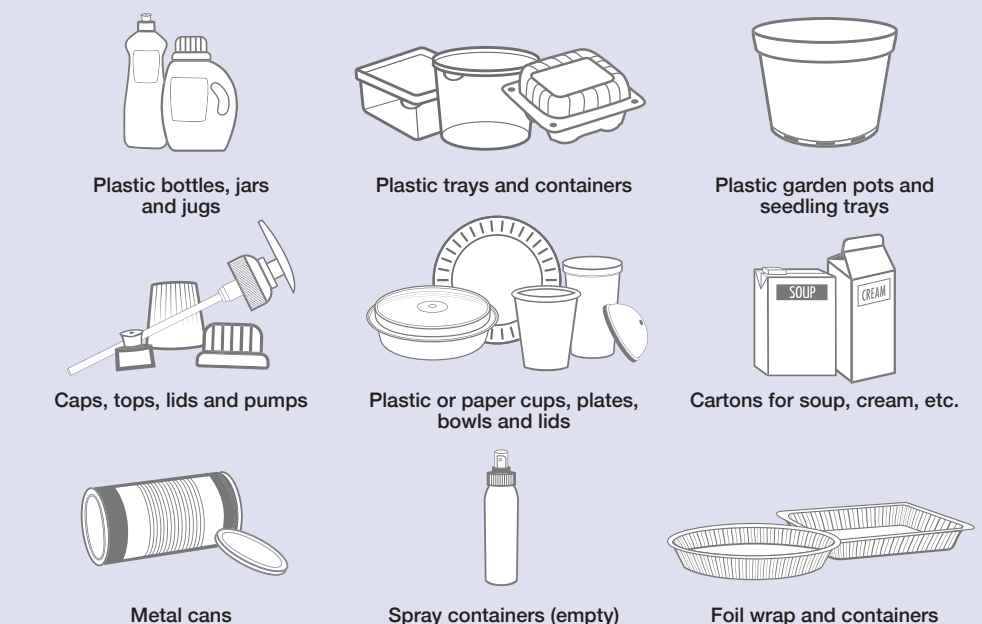 Plastic bottles, jars
and jugs
Plastic trays and containers
Plastic garden pots and
seedling trays
SOUP
CREAM
Caps, tops, lids and pumps
Plastic or paper cups, plates,
bowls and lids
Cartons for soup, cream, etc.
Metal cans
Spray containers (empty)
Foil wrap and containers